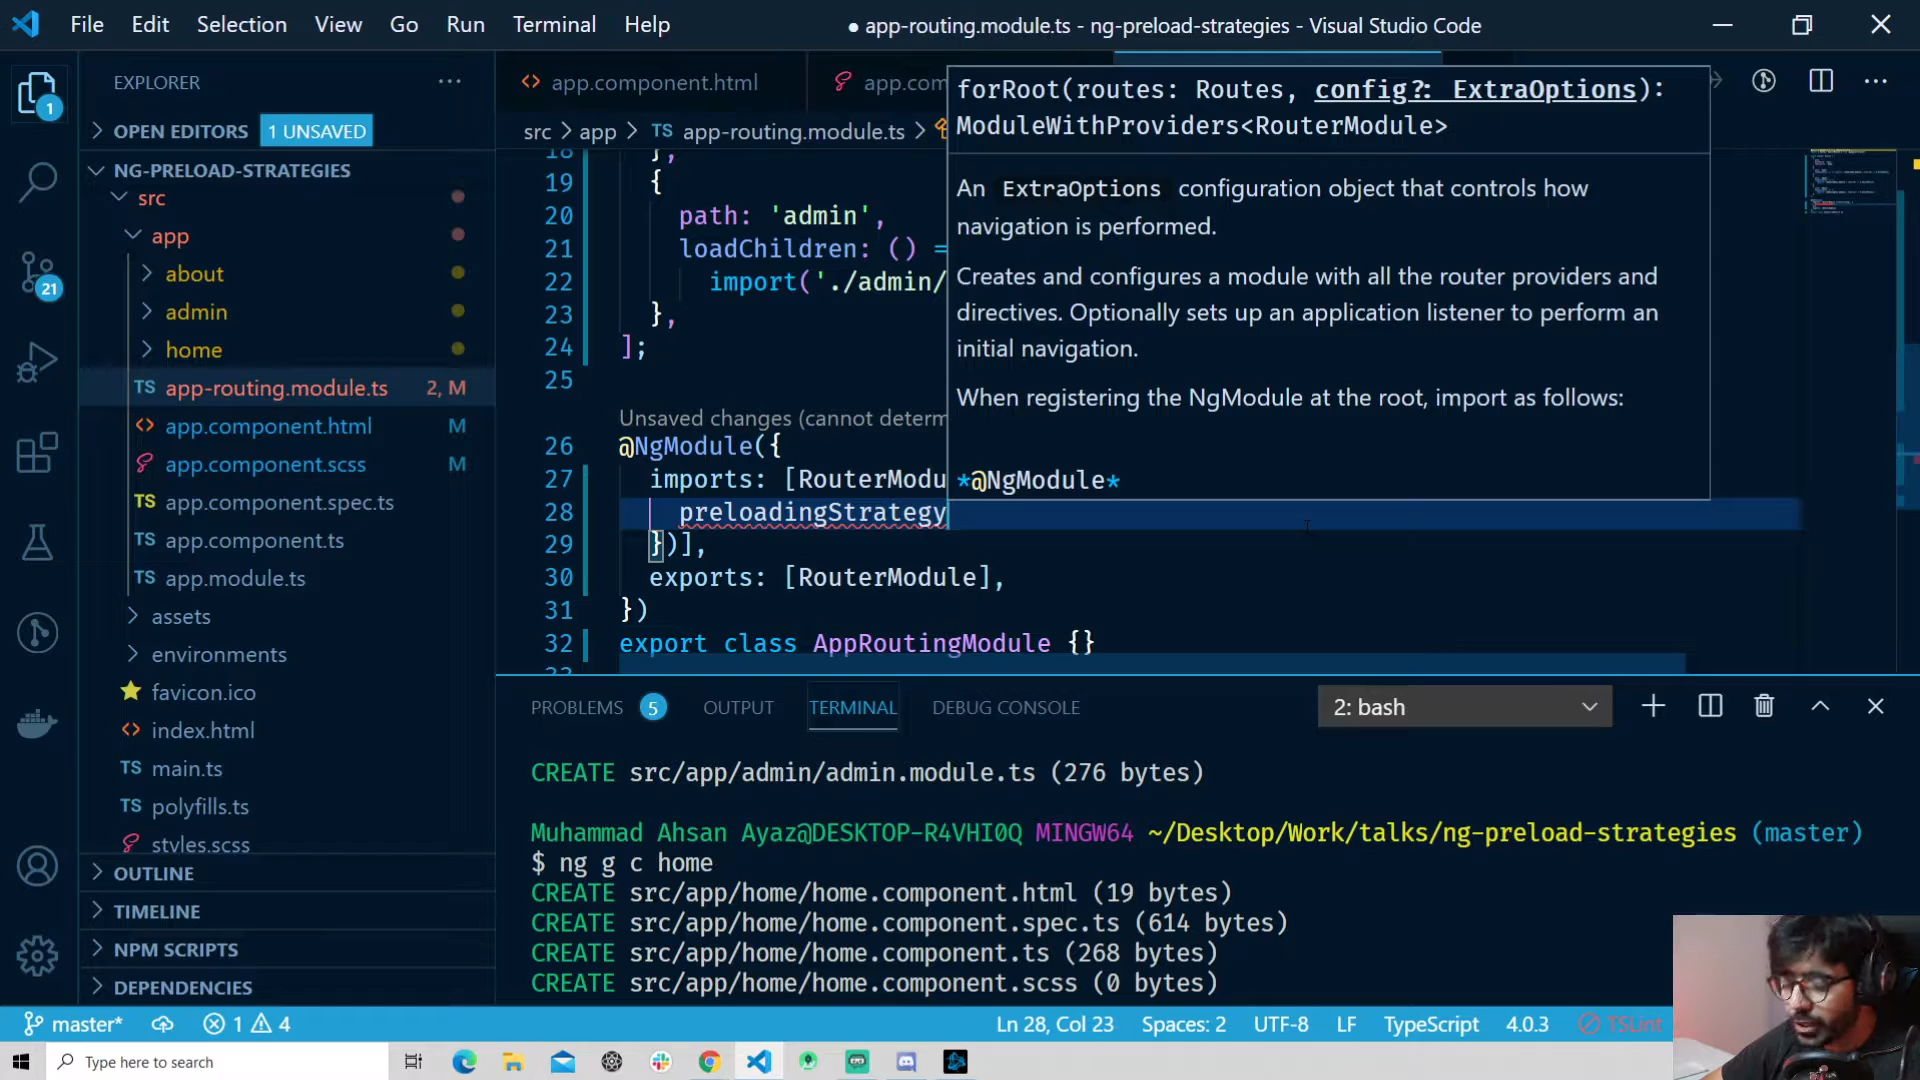 File Edit Selection View Go Run Terminal Help
● app-routing.module.ts - ng-preload-strategies - Visual Studio Code
EXPLORER
OPEN EDITORS 1 UNSAVED
NG-PRELOAD-STRATEGIES
src
app
about
admin
home
TS app-routing.module.ts 2, M
<> app.component.html M
app.component.scss M
TS app.component.spec.ts
TS app.component.ts
TS app.module.ts
assets
environments
favicon.ico
<> index.html
TS main.ts
TS polyfills.ts
styles.scss
OUTLINE
TIMELINE
NPM SCRIPTS
DEPENDENCIES
1
21
<> app.component.html
app.com
src > app > TS app-routing.module.ts >
forRoot(routes: Routes, config?: ExtraOptions):
ModuleWithProviders<RouterModule>
An ExtraOptions configuration object that controls how
navigation is performed.
Creates and configures a module with all the router providers and
directives. Optionally sets up an application listener to perform an
initial navigation.
When registering the NgModule at the root, import as follows:
*@NgModule*
18 },
19 {
20 path: 'admin',
21 loadChildren: () =
22 import('./admin/
23 },
24 ];
25
Unsaved changes (cannot determ
26 @NgModule({
27 imports: [RouterModu
28 preloadingStrategy
29 })],
30 exports: [RouterModule],
31 })
32 export class AppRoutingModule {}
33
PROBLEMS 5 OUTPUT TERMINAL DEBUG CONSOLE
2: bash
CREATE src/app/admin/admin.module.ts (276 bytes)
Muhammad Ahsan Ayaz@DESKTOP-R4VHI0Q MINGW64 ~/Desktop/Work/talks/ng-preload-strategies (master)
$ ng g c home
CREATE src/app/home/home.component.html (19 bytes)
CREATE src/app/home/home.component.spec.ts (614 bytes)
CREATE src/app/home/home.component.ts (268 bytes)
CREATE src/app/home/home.component.scss (0 bytes)
master* 1 4
Ln 28, Col 23 Spaces: 2 UTF-8 LF TypeScript 4.0.3 TSLint
Type here to search